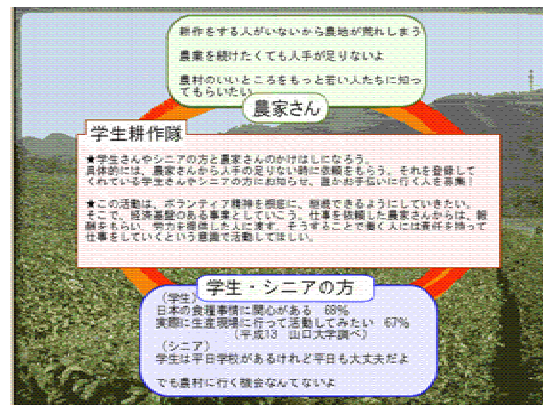 耕作をする人がいないから農地が荒れしまう
農業を続けたくても人手が足りないよ
農村のいいところをもっと若い人たちに知っ
てもらいたい
農家さん
学生耕作隊
★学生さんやシニアの方と農家さんのかけはしになろう。
具体的には、農家さんから人手の足りない時に依頼をもらう。それを登録して
くれている学生さんやシニアの方にお知らせ、誰かお手伝いに行く人を募集！
★この活動は、ボランティア精神を根底に、継続できるようにしていきたい。
そこで、経済基盤のある事業としていこう。仕事を依頼した農家さんからは、報
酬をもらい、労力を提供した人に渡す。そうすることで働く人には責任を持って
仕事をしていくという意識で活動してほしい。
学生・シニアの方
（学生）
日本の食糧事情に関心がある 69%
実際に生産現場に行って活動してみたい 67%
（平成13 山口大学調べ）
（シニア）
学生は平日学校があるけれど平日も大丈夫だよ
でも農村に行く機会なんてないよ